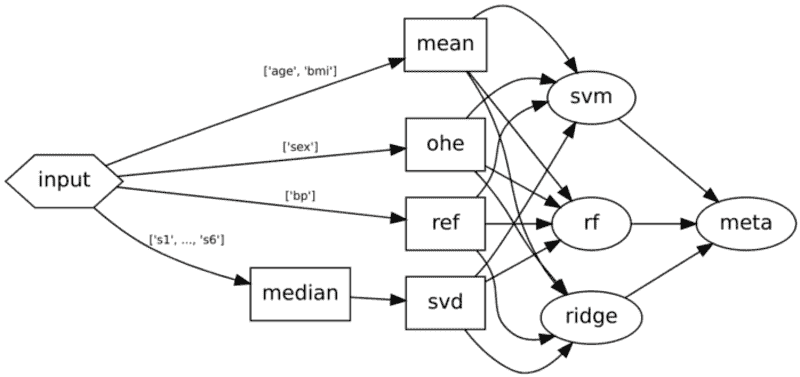 mean
['age', 'bmi']
svm
['sex']
ohe
input
['bp']
ref
rf
meta
['s1', ..., 's6']
median
svd
ridge